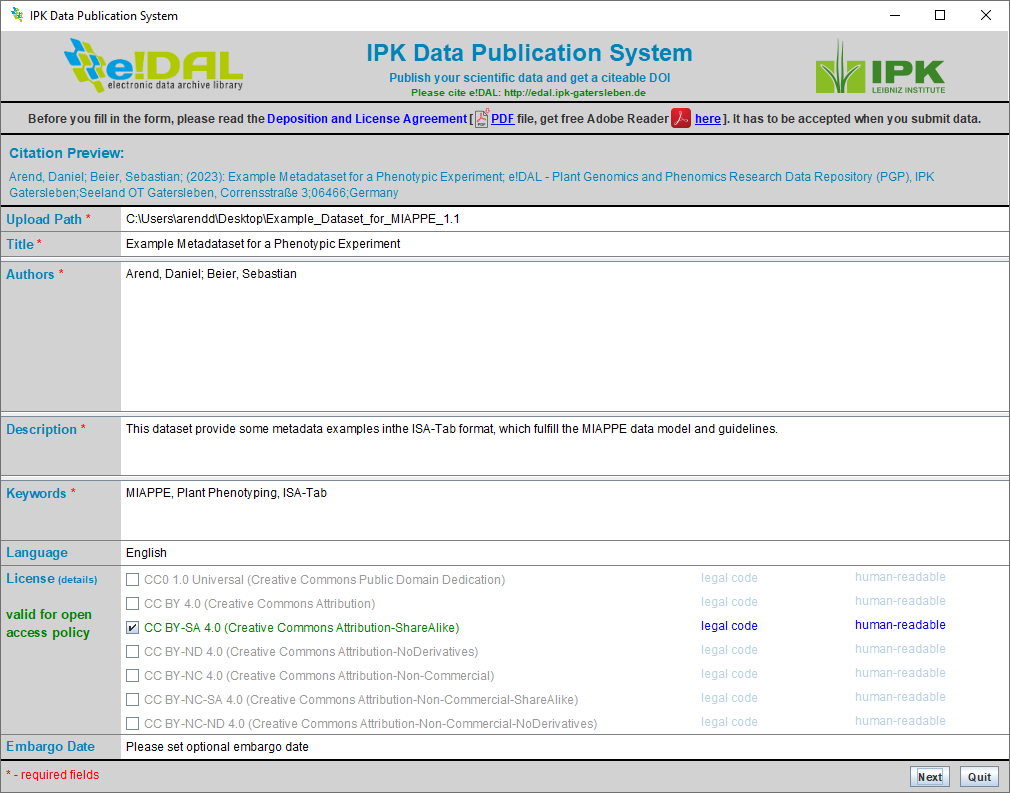 IPK Data Publication System
e!DAL
electronic data archive library
IPK Data Publication System
Publish your scientific data and get a citeable DOI
Please cite e!DAL: http://edal.ipk-gatersleben.de
IPK
LEIBNIZ INSTITUTE
Before you fill in the form, please read the Deposition and License Agreement [ PDF file, get free Adobe Reader here ]. It has to be accepted when you submit data.
Citation Preview:
Arend, Daniel; Beier, Sebastian; (2023): Example Metadataset for a Phenotypic Experiment; e!DAL - Plant Genomics and Phenomics Research Data Repository (PGP), IPK
Gatersleben;Seeland OT Gatersleben, Corrensstraße 3;06466;Germany
Upload Path * C:\Users\arendd\Desktop\Example_Dataset_for_MIAPPE_1.1
Title * Example Metadataset for a Phenotypic Experiment
Authors * Arend, Daniel; Beier, Sebastian
Description * This dataset provide some metadata examples inthe ISA-Tab format, which fulfill the MIAPPE data model and guidelines.
Keywords * MIAPPE, Plant Phenotyping, ISA-Tab
Language English
License (details)
valid for open
access policy
CC0 1.0 Universal (Creative Commons Public Domain Dedication) legal code human-readable
CC BY 4.0 (Creative Commons Attribution) legal code human-readable
CC BY-SA 4.0 (Creative Commons Attribution-ShareAlike) legal code human-readable
CC BY-ND 4.0 (Creative Commons Attribution-NoDerivatives) legal code human-readable
CC BY-NC 4.0 (Creative Commons Attribution-Non-Commercial) legal code human-readable
CC BY-NC-SA 4.0 (Creative Commons Attribution-Non-Commercial-ShareAlike) legal code human-readable
CC BY-NC-ND 4.0 (Creative Commons Attribution-Non-Commercial-NoDerivatives) legal code human-readable
Embargo Date Please set optional embargo date
* - required fields
Next Quit